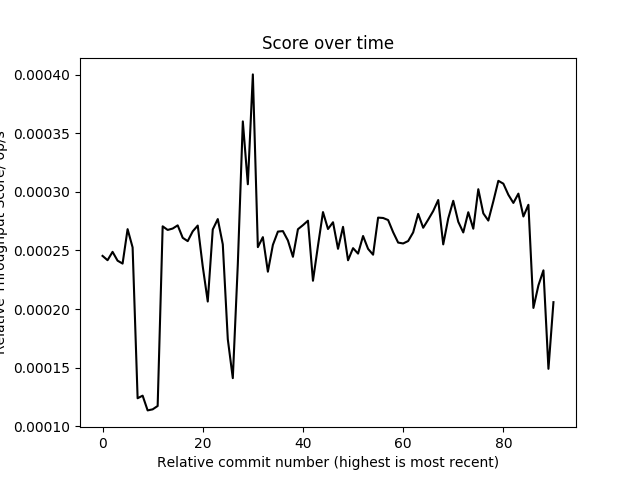 Score over time
0.00040
0.00035
0.00030
0.00025
0.00020
0.00015
0.00010
Relative Throughput Score/ op/s
0 20 40 60 80
Relative commit number (highest is most recent)